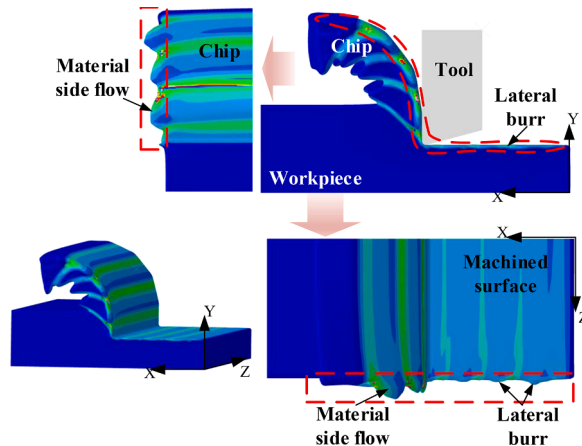 Chip
Material
side flow
Chip
Tool
Lateral
burr
Y
X
Workpiece
Y
X
Z
X
Machined
surface
Z
Material
side flow
Lateral
burr